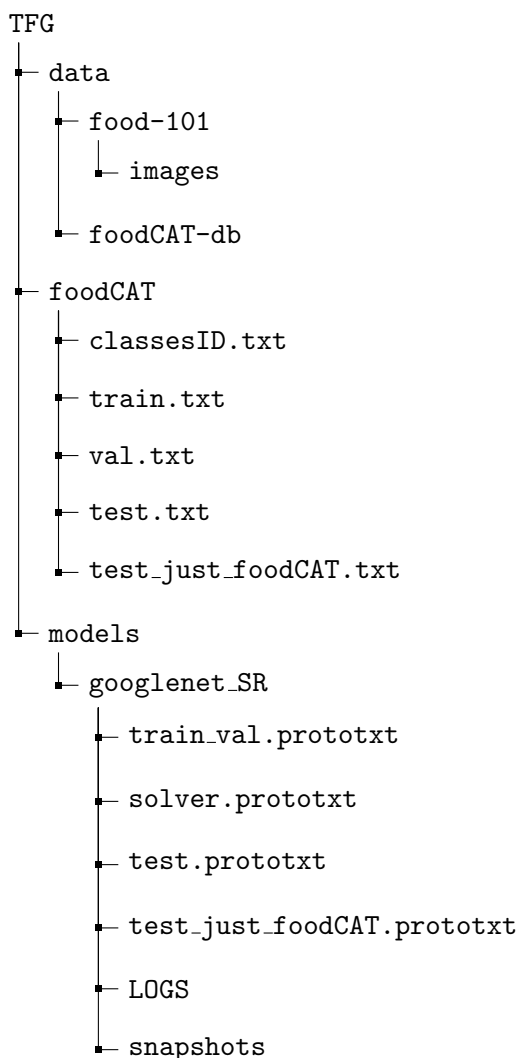 TFG
data
food-101
images
foodCAT-db
foodCAT
classesID.txt
train.txt
val.txt
test.txt
test_just_foodCAT.txt
models
googlenet_SR
train_val.prototxt
solver.prototxt
test.prototxt
test_just_foodCAT.prototxt
LOGS
snapshots